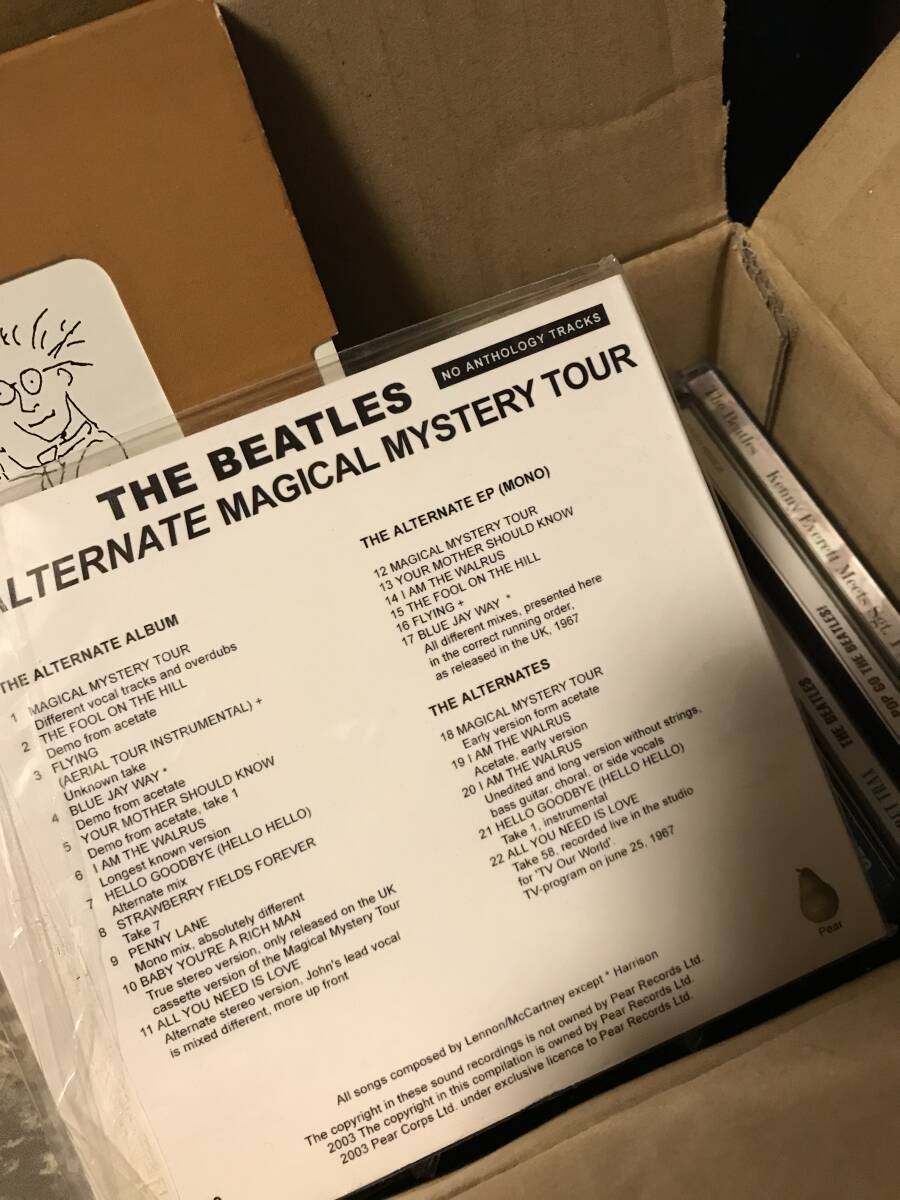 THE BEATLES
NO ANTHOLOGY TRACKS
ALTERNATE MAGICAL MYSTERY TOUR
THE ALTERNATE ALBUM
1 MAGICAL MYSTERY TOUR
Different vocal tracks and overdubs
2 THE FOOL ON THE HILL
Demo from acetate
3 FLYING
(AERIAL TOUR INSTRUMENTAL) +
Unknown take
4 BLUE JAY WAY *
Demo from acetate
5 YOUR MOTHER SHOULD KNOW
Demo from acetate, take 1
6 I AM THE WALRUS
Longest known version
7 HELLO GOODBYE (HELLO HELLO)
Alternate mix
8 STRAWBERRY FIELDS FOREVER
Take 7
9 PENNY LANE
Mono mix, absolutely different
10 BABY YOU'RE A RICH MAN
True stereo version, only released on the UK
cassette version of the Magical Mystery Tour
11 ALL YOU NEED IS LOVE
Alternate stereo version, John's lead vocal
is mixed different, more up front
THE ALTERNATE EP (MONO)
12 MAGICAL MYSTERY TOUR
13 YOUR MOTHER SHOULD KNOW
14 I AM THE WALRUS
15 THE FOOL ON THE HILL
16 FLYING +
17 BLUE JAY WAY *
All different mixes, presented here
in the correct running order,
as released in the UK, 1967
THE ALTERNATES
18 MAGICAL MYSTERY TOUR
Early version form acetate
19 I AM THE WALRUS
Acetate, early version
20 I AM THE WALRUS
Unedited and long version without strings,
bass guitar, choral, or side vocals
21 HELLO GOODBYE (HELLO HELLO)
Take 1, instrumental
22 ALL YOU NEED IS LOVE
Take 58, recorded live in the studio
for 'TV Our World'.
TV-program on june 25, 1967
Pear
All songs composed by Lennon/McCartney except * Harrison
The copyright in these sound recordings is not owned by Pear Records Ltd.
2003 The copyright in this compilation is owned by Pear Records Ltd.
2003 Pear Corps Ltd. under exclusive licence to Pear Records Ltd.
The Beatles Kenny Everett Meets Sgt.
POP GO THE BEATLES!
THE BEATLES